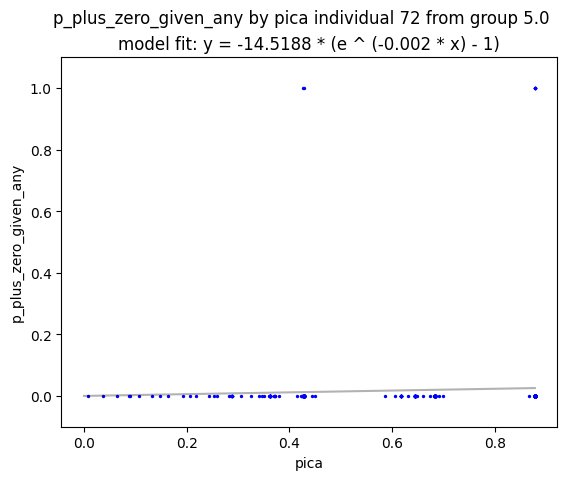 p_plus_zero_given_any by pica individual 72 from group 5.0
model fit: y = -14.5188 * (e ^ (-0.002 * x) - 1)
1.0
0.8
0.6
0.4
0.2
0.0
p_plus_zero_given_any
0.0 0.2 0.4 0.6 0.8
pica